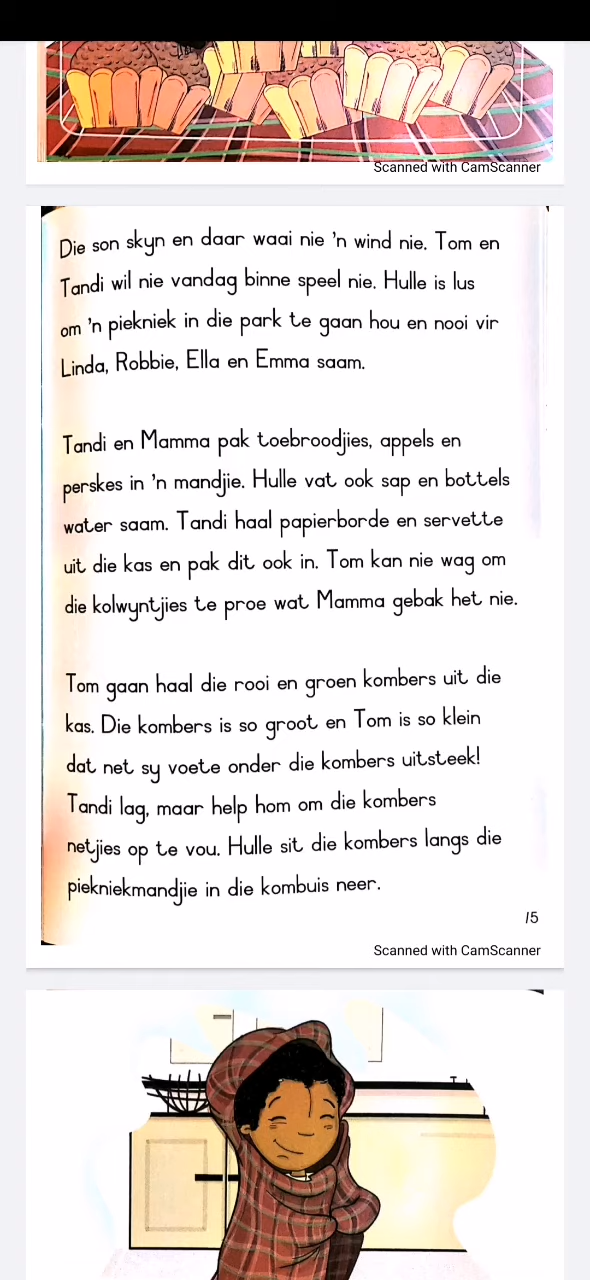 Scanned with CamScanner
Die son skyn en daar waai nie 'n wind nie. Tom en
Tandi wil nie vandag binne speel nie. Hulle is lus
om 'n piekniek in die park te gaan hou en nooi vir
Linda, Robbie, Ella en Emma saam.
Tandi en Mamma pak toebroodjies, appels en
perskes in 'n mandjie. Hulle vat ook sap en bottels
water saam. Tandi haal papierborde en servette
uit die kas en pak dit ook in. Tom kan nie wag om
die kolwyntjies te proe wat Mamma gebak het nie.
Tom gaan haal die rooi en groen kombers uit die
kas. Die kombers is so groot en Tom is so klein
dat net sy voete onder die kombers uitsteek!
Tandi lag, maar help hom om die kombers
netjies op te vou. Hulle sit die kombers langs die
piekniekmandjie in die kombuis neer.
15
Scanned with CamScanner